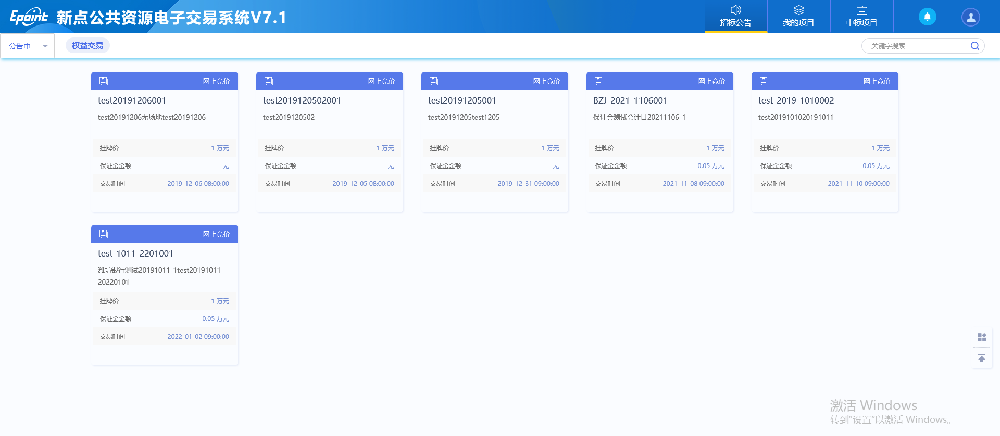 Epoint 新点公共资源电子交易系统V7.1
招标公告
我的项目
中标项目
公告中
权益交易
关键字搜索
网上竞价
test20191206001
test20191206无场地test20191206
挂牌价 1 万元
保证金金额 无
交易时间 2019-12-06 08:00:00
网上竞价
test2019120502001
test2019120502
挂牌价 1 万元
保证金金额 无
交易时间 2019-12-05 08:00:00
网上竞价
test20191205001
test20191205test1205
挂牌价 1 万元
保证金金额 无
交易时间 2019-12-31 09:00:00
网上竞价
BZJ-2021-1106001
保证金测试会计日20211106-1
挂牌价 1 万元
保证金金额 0.05 万元
交易时间 2021-11-08 09:00:00
网上竞价
test-2019-1010002
test2019101020191011
挂牌价 1 万元
保证金金额 0.05 万元
交易时间 2021-11-10 09:00:00
网上竞价
test-1011-2201001
潍坊银行测试20191011-1test20191011-
20220101
挂牌价 1 万元
保证金金额 0.05 万元
交易时间 2022-01-02 09:00:00
激活 Windows
转到“设置”以激活 Windows。